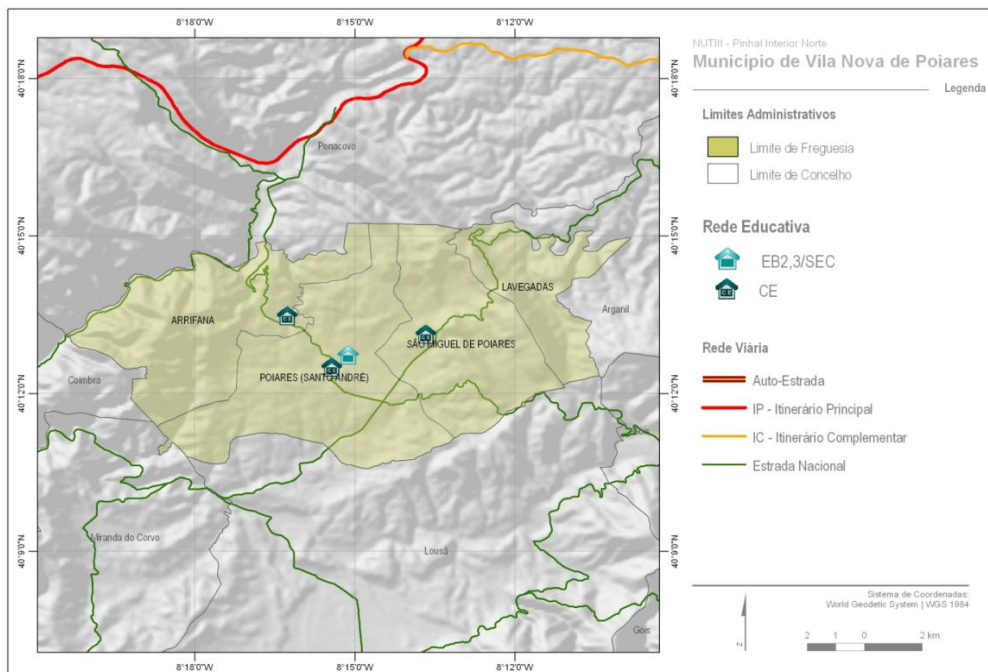 8°18'0"W
8°15'0"W
8°12'0"W
40°18'0"N
40°18'0"N
Penacova
40°15'0"N
40°15'0"N
LAVEGADAS
Arganil
ARRIFANA
SÃO MIGUEL DE POIARES
Coimbra
POIARES (SANTO ANDRÉ)
CE
CE
CE
40°12'0"N
40°12'0"N
Miranda do Corvo
Lousã
40°9'0"N
40°9'0"N
Góis
8°18'0"W
8°15'0"W
8°12'0"W
NUTIII - Pinhal Interior Norte
Município de Vila Nova de Poiares
Legenda
Limites Administrativos
Limite de Freguesia
Limite de Concelho
Rede Educativa
EB2,3/SEC
CE
CE
Rede Viária
Auto-Estrada
IP - Itinerário Principal
IC - Itinerário Complementar
Estrada Nacional
Sistema de Coordenadas:
World Geodetic System | WGS 1984
N
2 1 0 2 km